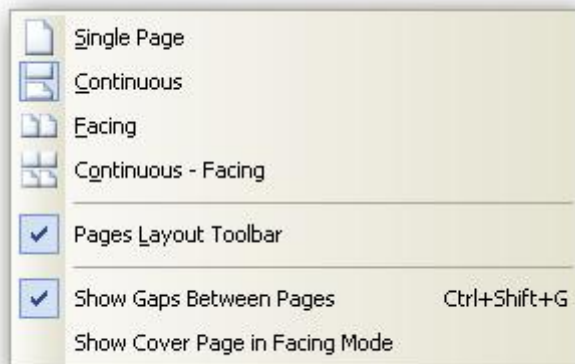 Single Page
Continuous
Facing
Continuous - Facing
Pages Layout Toolbar
Show Gaps Between Pages Ctrl+Shift+G
Show Cover Page in Facing Mode